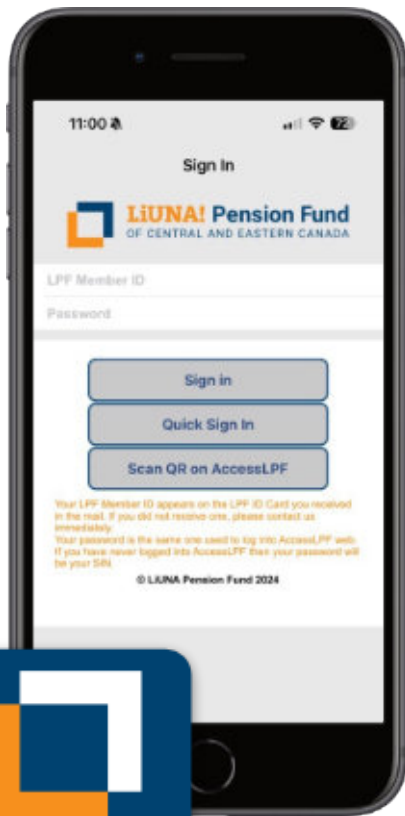 11:00
72
Sign In
LiUNA! Pension Fund
OF CENTRAL AND EASTERN CANADA
LPF Member ID
Password
Sign in
Quick Sign In
Scan QR on AccessLPF
Your LPF Member ID appears on the LPF ID Card you received
in the mail. If you did not receive one, please contact us
immediately.
Your password is the same one used to log into AccessLPF web.
If you have never logged into AccessLPF then your password will
be your SIN.
© LiUNA Pension Fund 2024